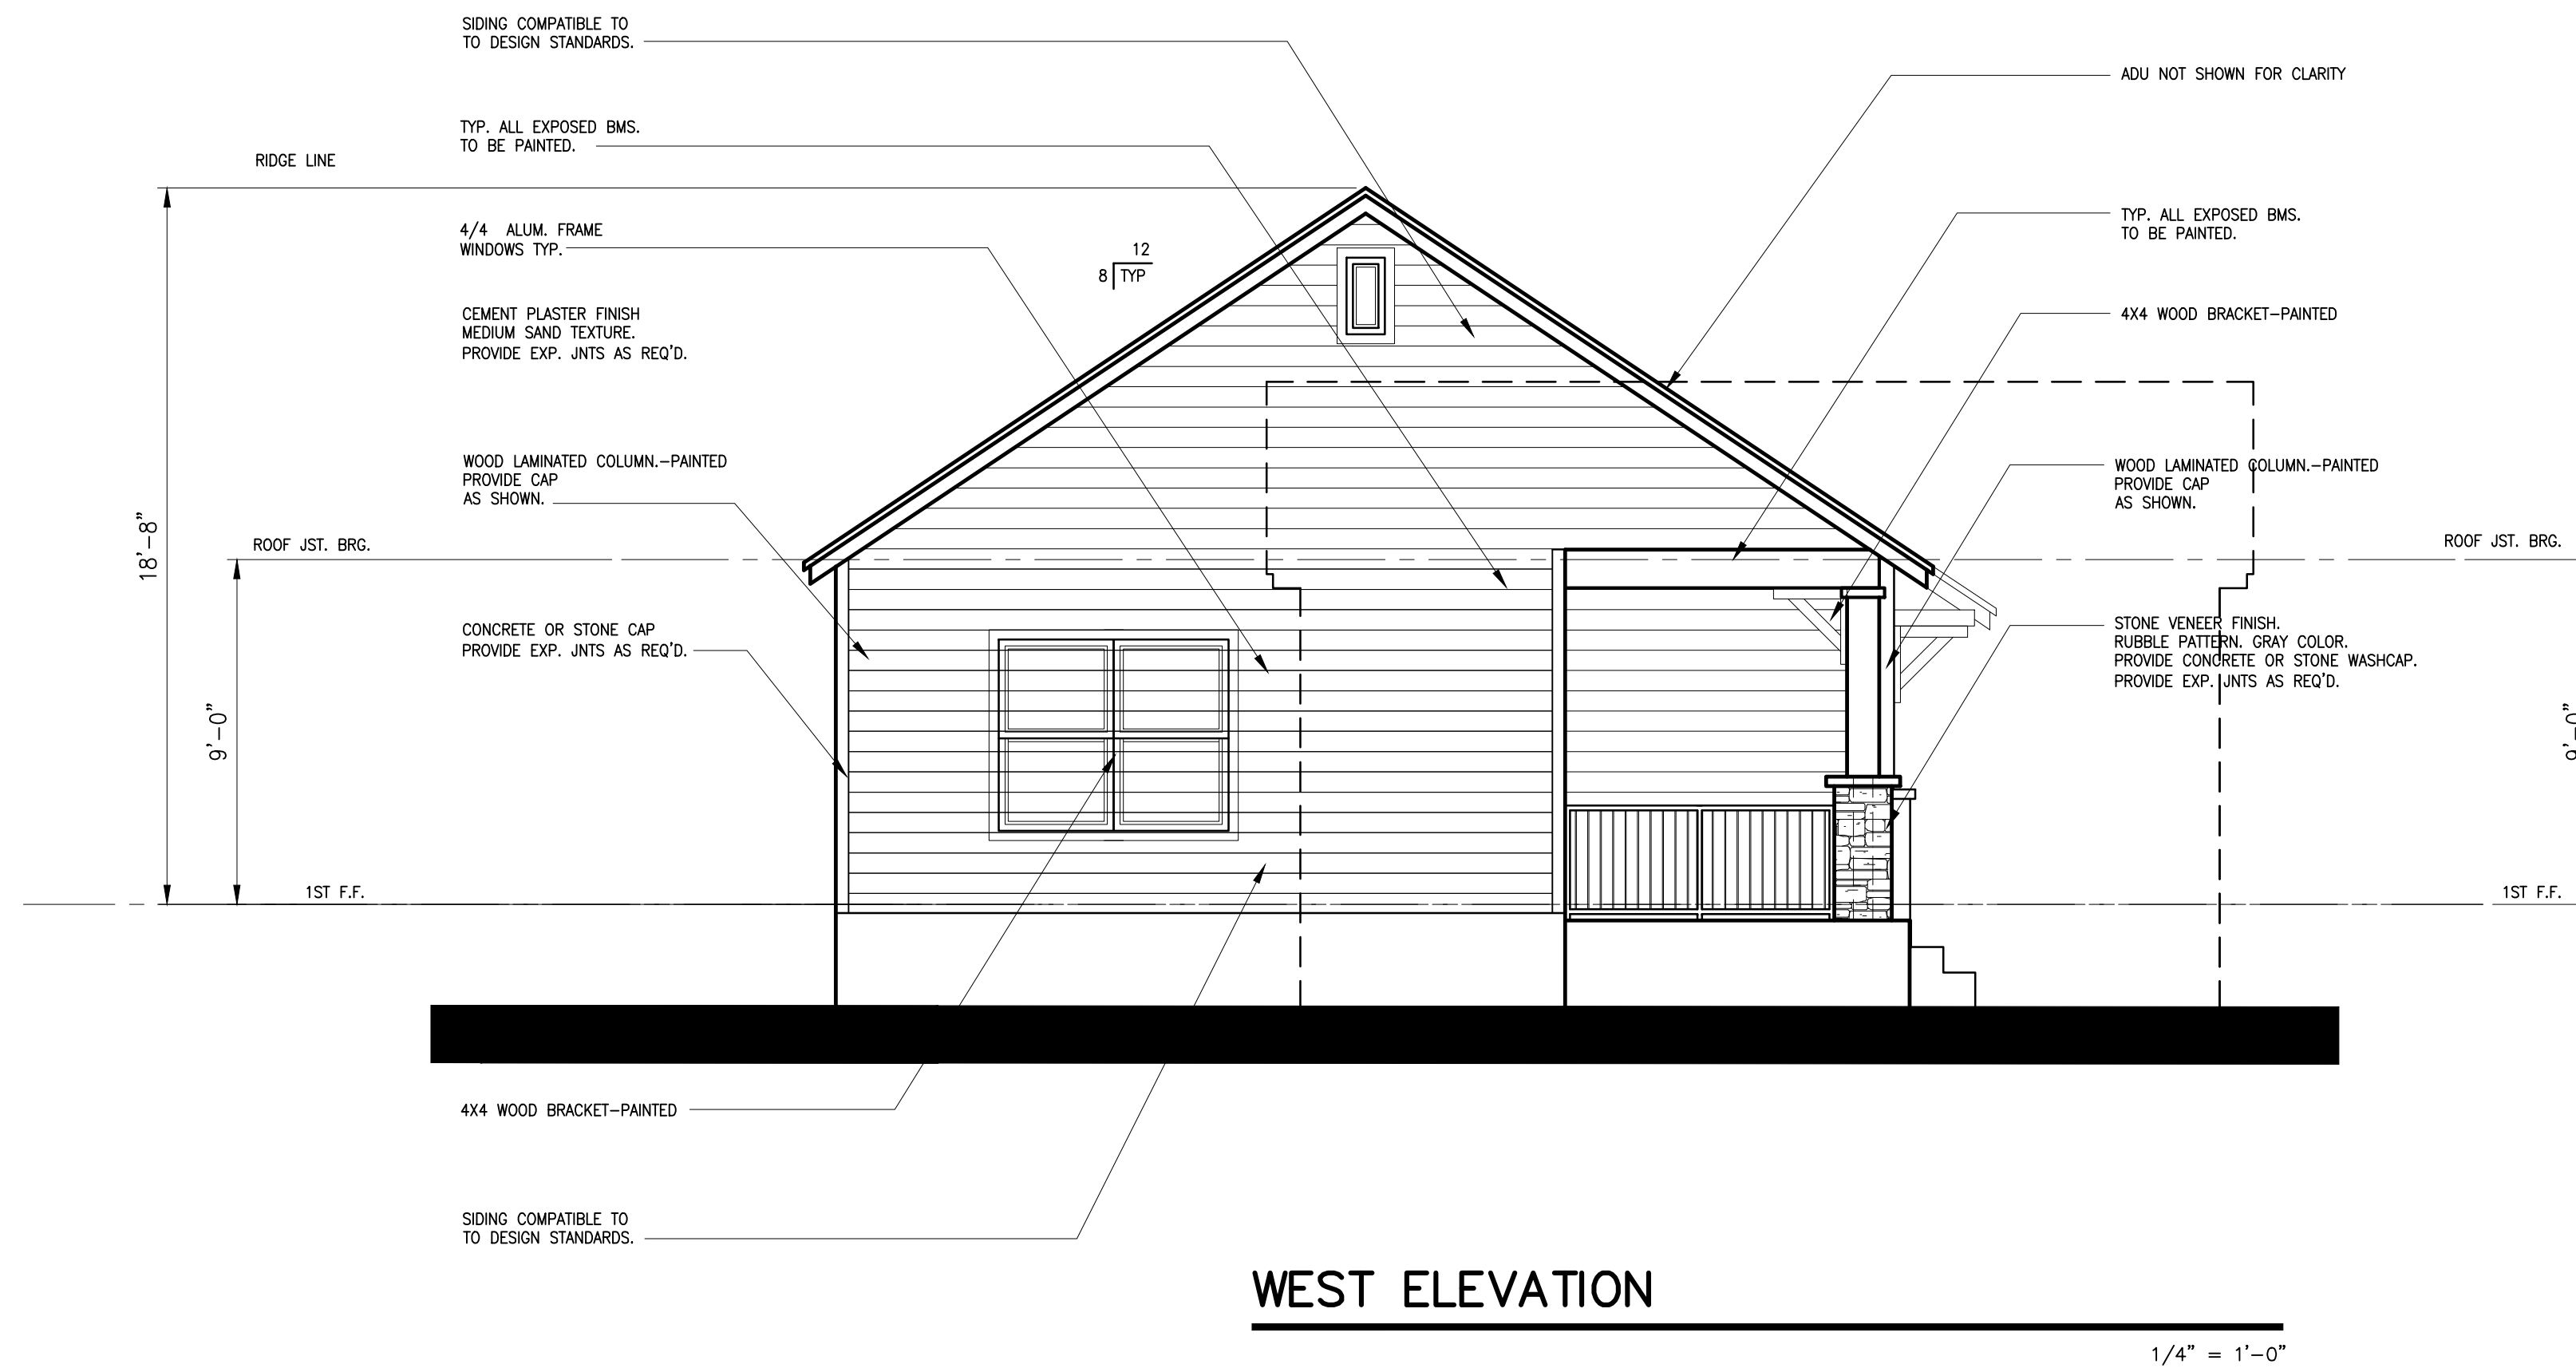 SIDING COMPATIBLE TO
TO DESIGN STANDARDS.
ADU NOT SHOWN FOR CLARITY
TYP. ALL EXPOSED BMS.
TO BE PAINTED.
RIDGE LINE
4/4 ALUM. FRAME
WINDOWS TYP.
12
8 TYP
TYP. ALL EXPOSED BMS.
TO BE PAINTED.
CEMENT PLASTER FINISH
MEDIUM SAND TEXTURE.
PROVIDE EXP. JNTS AS REQ'D.
4X4 WOOD BRACKET-PAINTED
WOOD LAMINATED COLUMN.-PAINTED
PROVIDE CAP
AS SHOWN.
WOOD LAMINATED COLUMN.-PAINTED
PROVIDE CAP
AS SHOWN.
18'-8"
ROOF JST. BRG.
ROOF JST. BRG.
CONCRETE OR STONE CAP
PROVIDE EXP. JNTS AS REQ'D.
STONE VENEER FINISH.
RUBBLE PATTERN. GRAY COLOR.
PROVIDE CONCRETE OR STONE WASHCAP.
PROVIDE EXP. JNTS AS REQ'D.
9'-0"
9'-0"
1ST F.F.
1ST F.F.
4X4 WOOD BRACKET-PAINTED
SIDING COMPATIBLE TO
TO DESIGN STANDARDS.
WEST ELEVATION
1/4" = 1'-0"